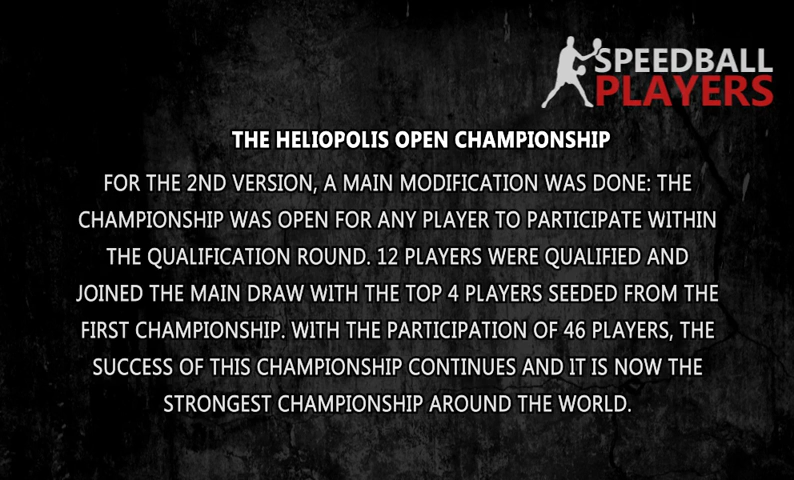 SPEEDBALL
PLAYERS
THE HELIOPOLIS OPEN CHAMPIONSHIP
FOR THE 2ND VERSION, A MAIN MODIFICATION WAS DONE: THE
CHAMPIONSHIP WAS OPEN FOR ANY PLAYER TO PARTICIPATE WITHIN
THE QUALIFICATION ROUND. 12 PLAYERS WERE QUALIFIED AND
JOINED THE MAIN DRAW WITH THE TOP 4 PLAYERS SEEDED FROM THE
FIRST CHAMPIONSHIP. WITH THE PARTICIPATION OF 46 PLAYERS, THE
SUCCESS OF THIS CHAMPIONSHIP CONTINUES AND IT IS NOW THE
STRONGEST CHAMPIONSHIP AROUND THE WORLD.